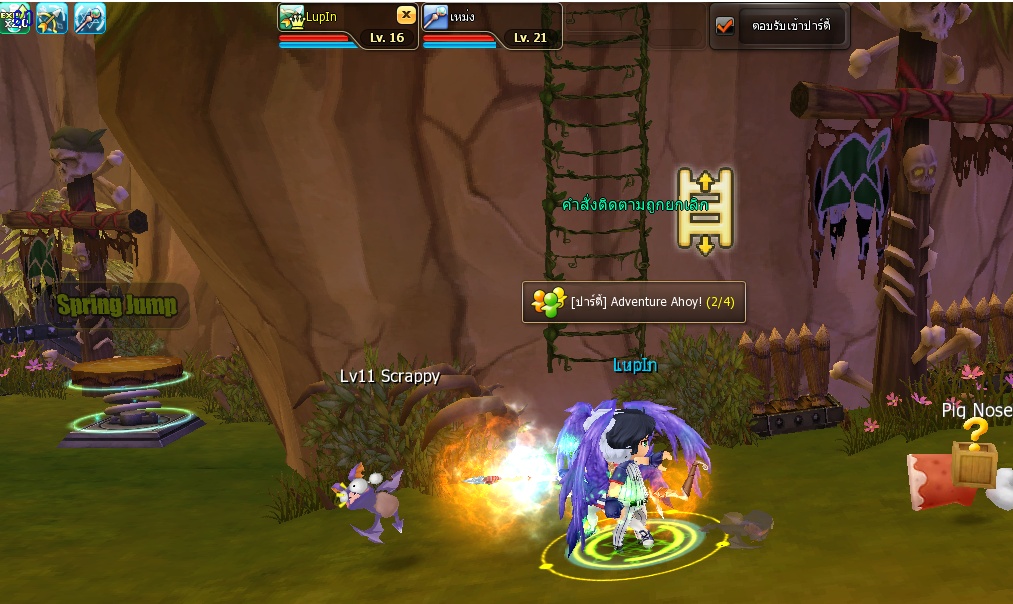 LupIn
Lv. 16
เหม่ง
Lv. 21
ตอบรับเข้าปาร์ตี้
คำสั่งติดตามถูกยกเลิก
Spring Jump
[ปาร์ตี้] Adventure Ahoy! (2/4)
LupIn
Lv11 Scrappy
Pig Nose